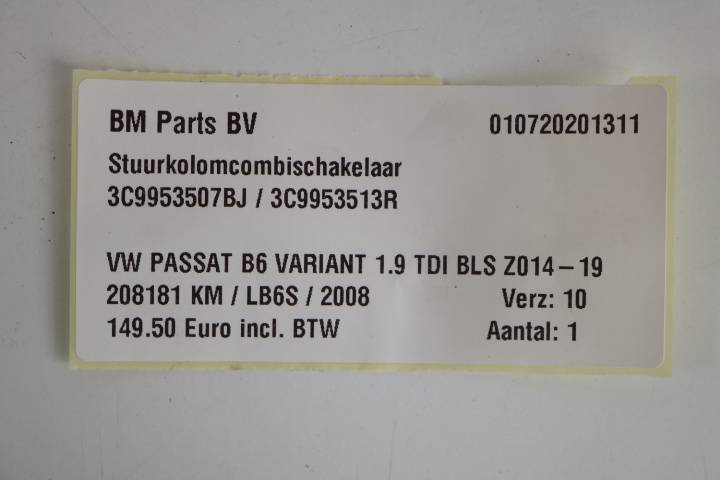 BM Parts BV 010720201311
Stuurkolomcombischakelaar
3C9953507BJ / 3C9953513R
VW PASSAT B6 VARIANT 1.9 TDI BLS Z014-19
208181 KM / LB6S / 2008 Verz: 10
149.50 Euro incl. BTW Aantal: 1